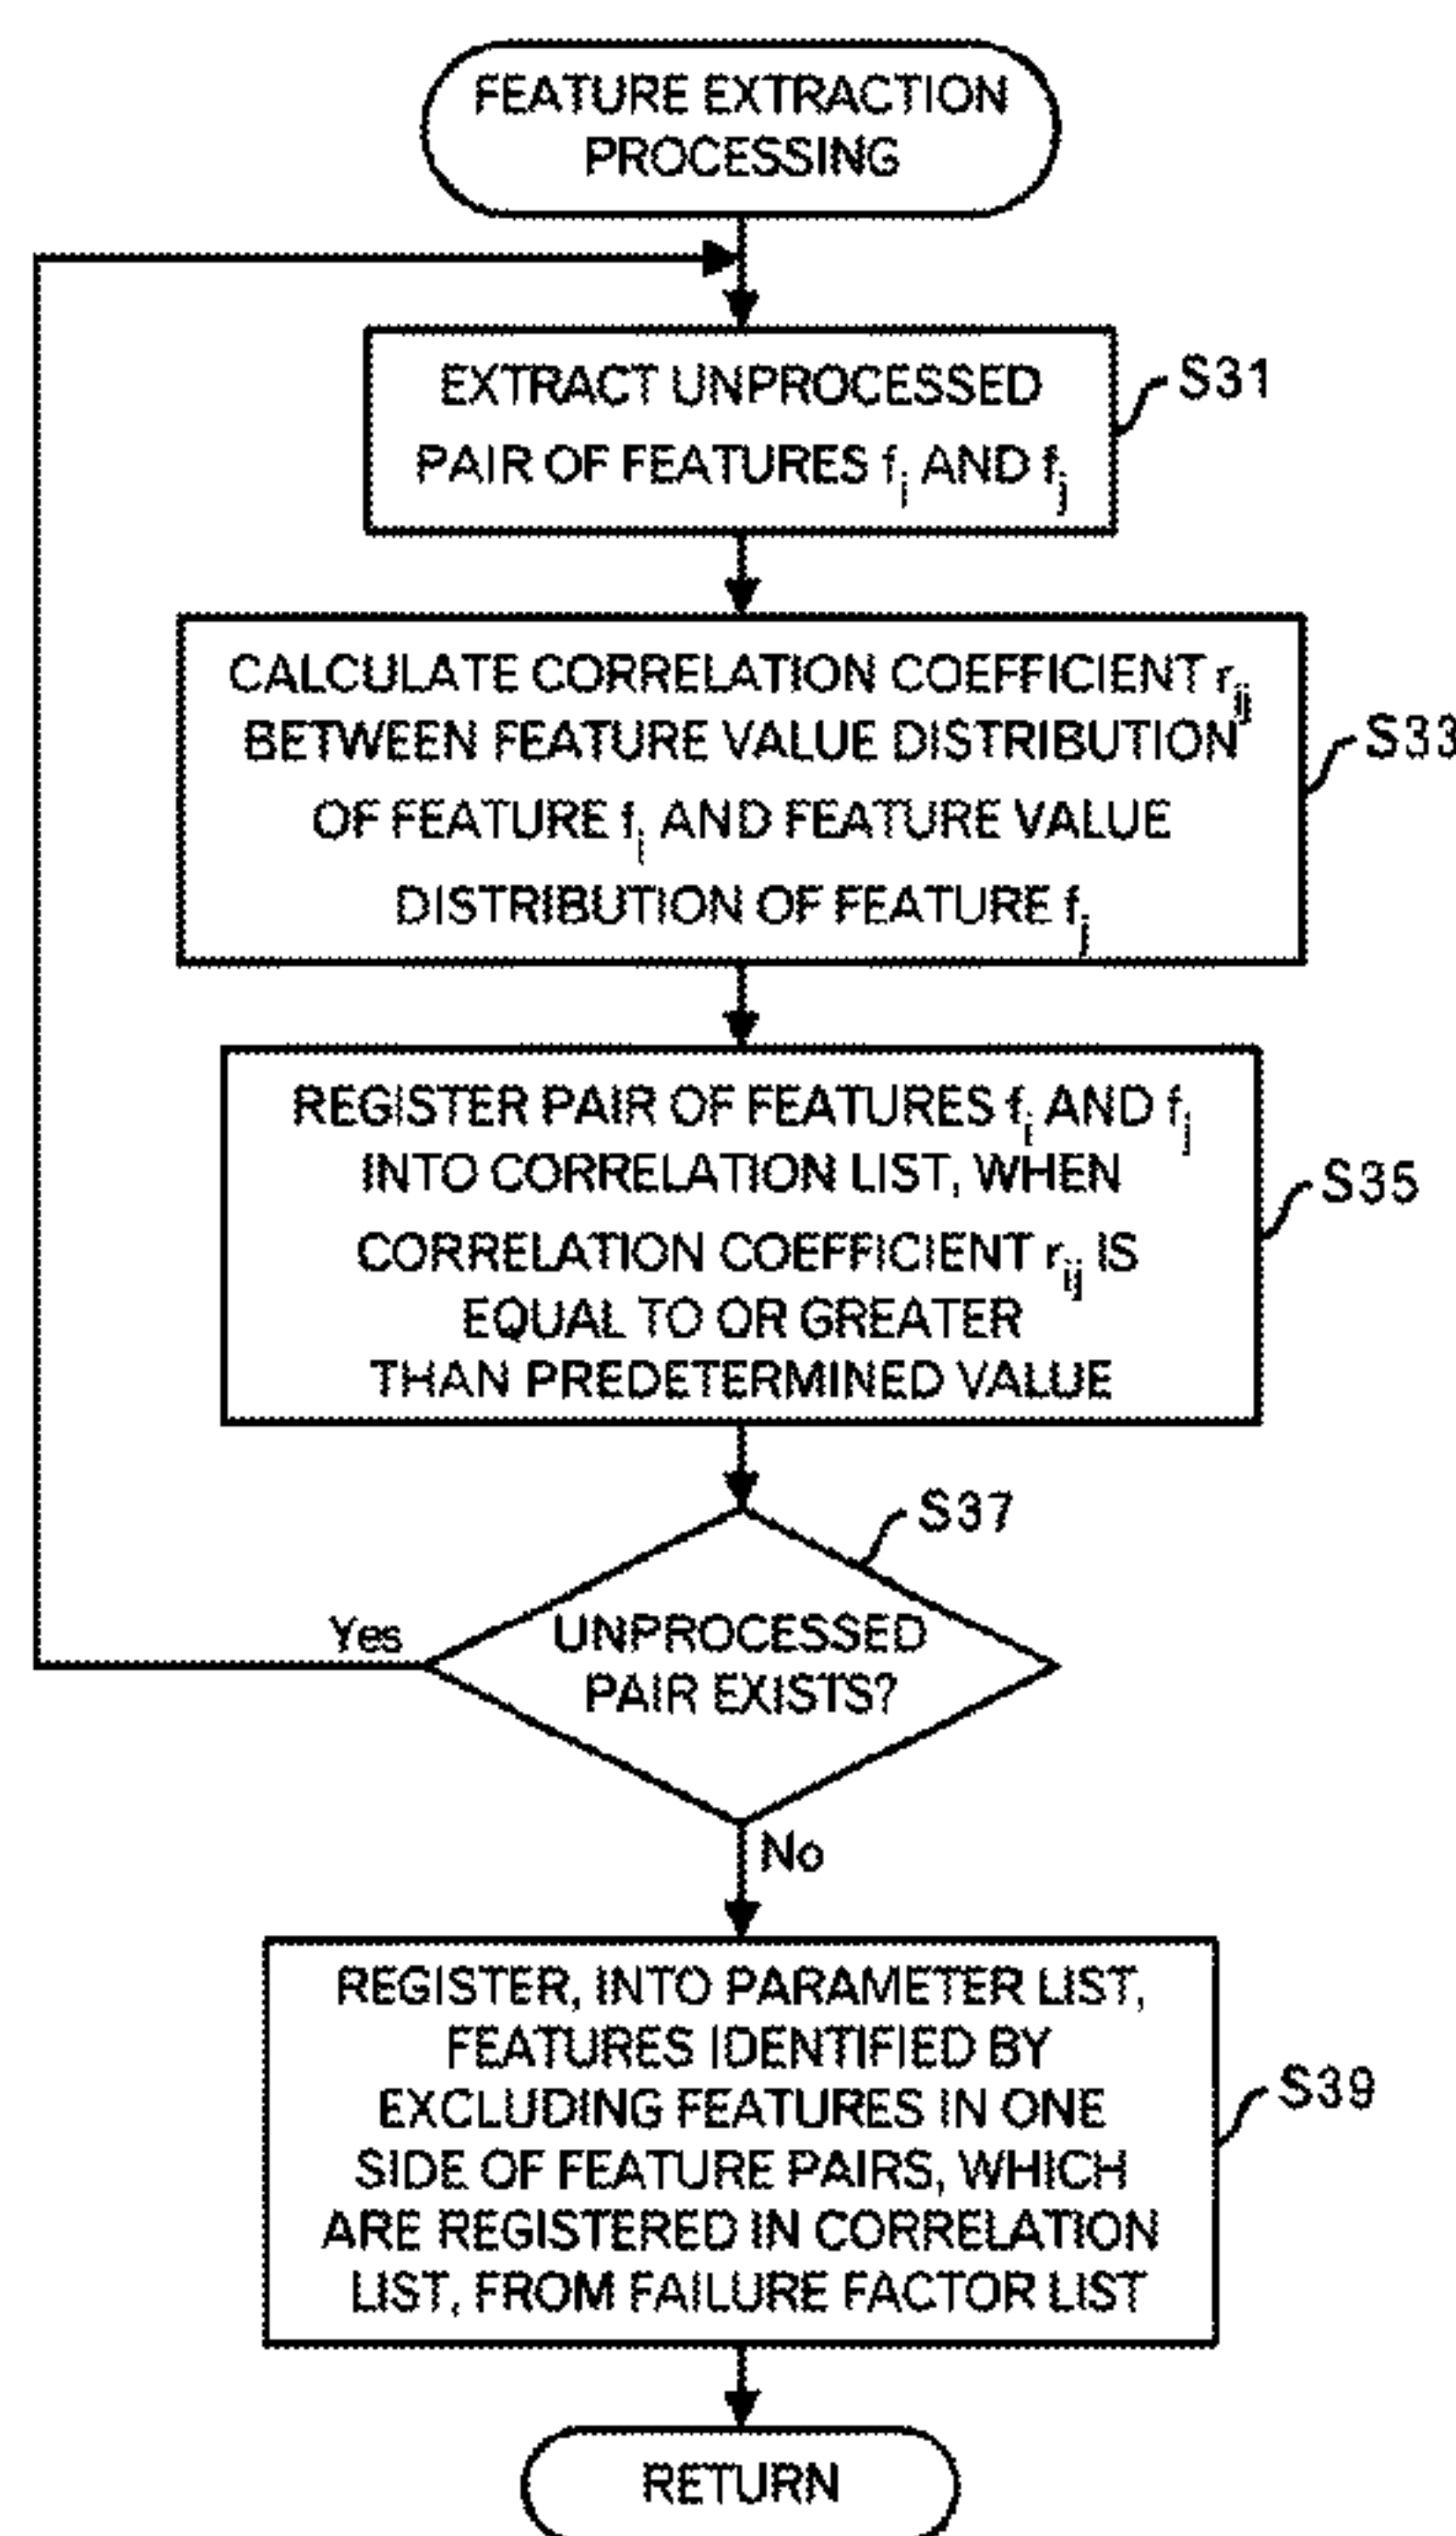 FEATURE EXTRACTION
PROCESSING
EXTRACT UNPROCESSED
PAIR OF FEATURES fi AND fj
S31
CALCULATE CORRELATION COEFFICIENT rij
BETWEEN FEATURE VALUE DISTRIBUTION
OF FEATURE fi AND FEATURE VALUE
DISTRIBUTION OF FEATURE fj
S33
REGISTER PAIR OF FEATURES fi AND fj
INTO CORRELATION LIST, WHEN
CORRELATION COEFFICIENT rij IS
EQUAL TO OR GREATER
THAN PREDETERMINED VALUE
S35
S37
UNPROCESSED
PAIR EXISTS?
Yes
No
REGISTER, INTO PARAMETER LIST,
FEATURES IDENTIFIED BY
EXCLUDING FEATURES IN ONE
SIDE OF FEATURE PAIRS, WHICH
ARE REGISTERED IN CORRELATION
LIST, FROM FAILURE FACTOR LIST
S39
RETURN